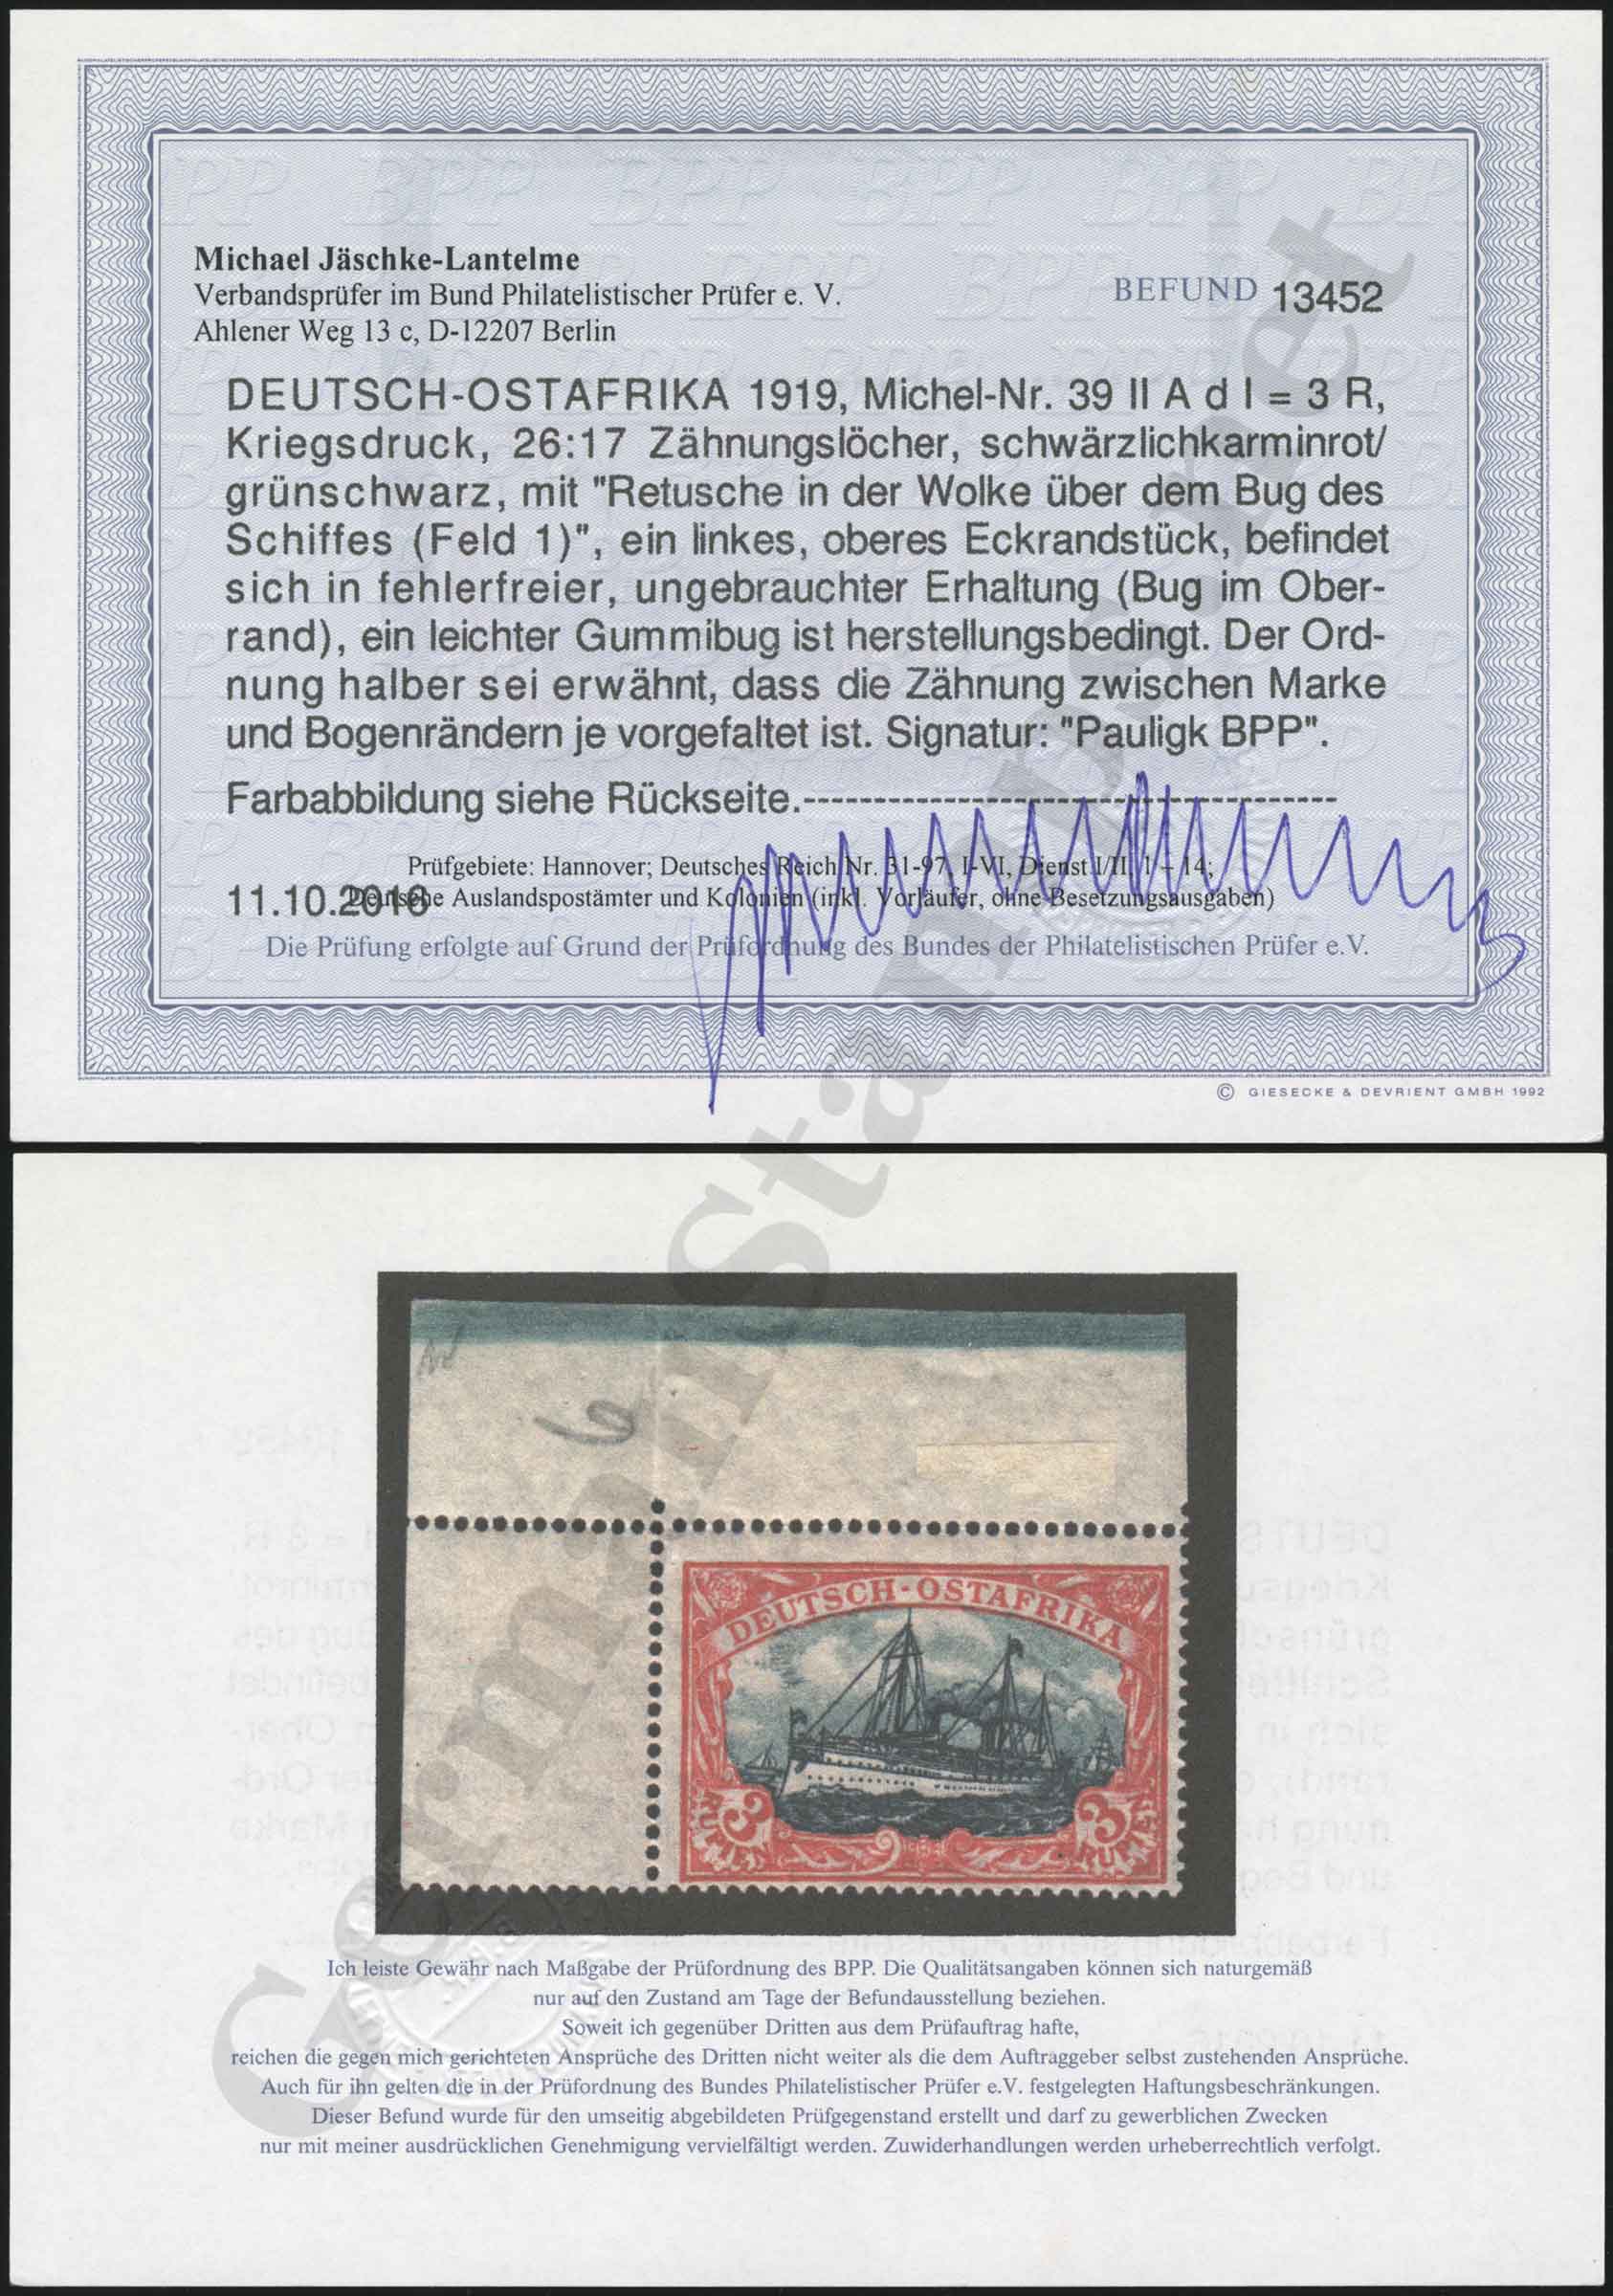 Michael Jäschke-Lantelme
Verbandsprüfer im Bund Philatelistischer Prüfer e. V.
Ahlener Weg 13 c, D-12207 Berlin
BEFUND 13452
DEUTSCH-OSTAFRIKA 1919, Michel-Nr. 39 II A d I = 3 R,
Kriegsdruck, 26:17 Zähnungslöcher, schwärzlichkarminrot/
grünschwarz, mit "Retusche in der Wolke über dem Bug des
Schiffes (Feld 1)", ein linkes, oberes Eckrandstück, befindet
sich in fehlerfreier, ungebrauchter Erhaltung (Bug im Ober-
rand), ein leichter Gummibug ist herstellungsbedingt. Der Ord-
nung halber sei erwähnt, dass die Zähnung zwischen Marke
und Bogenrändern je vorgefaltet ist. Signatur: "Pauligk BPP".
Farbabbildung siehe Rückseite.
Prüfgebiete: Hannover; Deutsches Reich Nr. 31-97, I-VI, Dienst I/II, 1 – 14;
11.10.2016
Deutsche Auslandspostämter und Kolonien (inkl. Vorläufer, ohne Besetzungsausgaben)
Die Prüfung erfolgte auf Grund der Prüfordnung des Bundes der Philatelistischen Prüfer e.V.
© GIESECKE & DEVRIENT GMBH 1992
DEUTSCH-OSTAFRIKA
3 RUPIEN
3 RUPIEN
Ich leiste Gewähr nach Maßgabe der Prüfordnung des BPP. Die Qualitätsangaben können sich naturgemäß
nur auf den Zustand am Tage der Befundausstellung beziehen.
Soweit ich gegenüber Dritten aus dem Prüfauftrag hafte,
reichen die gegen mich gerichteten Ansprüche des Dritten nicht weiter als die dem Auftraggeber selbst zustehenden Ansprüche.
Auch für ihn gelten die in der Prüfordnung des Bundes Philatelistischer Prüfer e.V. festgelegten Haftungsbeschränkungen.
Dieser Befund wurde für den umseitig abgebildeten Prüfgegenstand erstellt und darf zu gewerblichen Zwecken
nur mit meiner ausdrücklichen Genehmigung vervielfältigt werden. Zuwiderhandlungen werden urheberrechtlich verfolgt.
GermanStamps.net